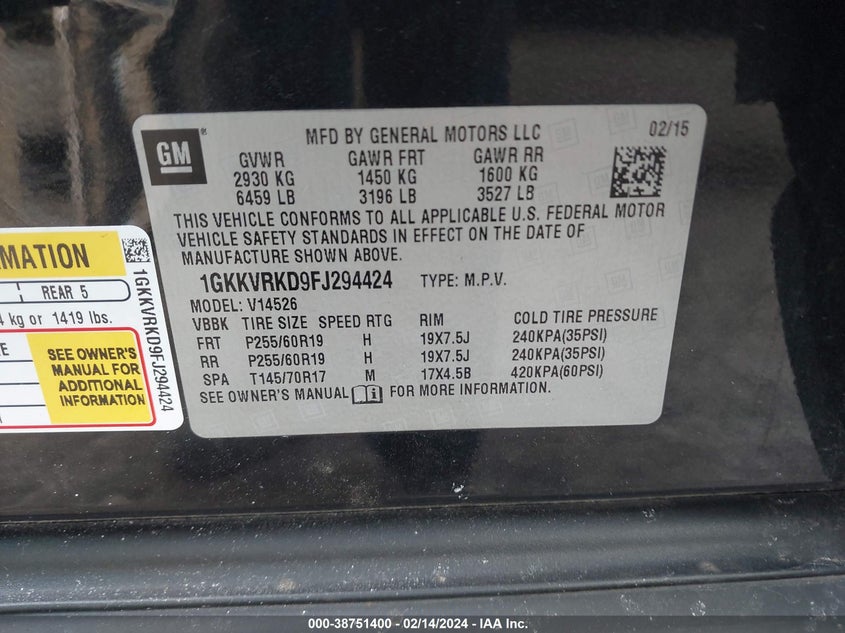 GM
®
MFD BY GENERAL MOTORS LLC 02/15
GVWR GAWR FRT GAWR RR
2930 KG 1450 KG 1600 KG
6459 LB 3196 LB 3527 LB
THIS VEHICLE CONFORMS TO ALL APPLICABLE U.S. FEDERAL MOTOR
VEHICLE SAFETY STANDARDS IN EFFECT ON THE DATE OF
MANUFACTURE SHOWN ABOVE.
1GKKVRKD9FJ294424 TYPE: M.P.V.
MODEL: V14526
VBBK TIRE SIZE SPEED RTG RIM COLD TIRE PRESSURE
FRT P255/60R19 H 19X7.5J 240KPA(35PSI)
RR P255/60R19 H 19X7.5J 240KPA(35PSI)
SPA T145/70R17 M 17X4.5B 420KPA(60PSI)
SEE OWNER'S MANUAL FOR MORE INFORMATION.
RMATION
REAR 5
4 kg or 1419 lbs.
SEE OWNER'S
MANUAL FOR
ADDITIONAL
INFORMATION
1GKKVRKD9FJ294424
000-38751400 - 02/14/2024 - IAA Inc.